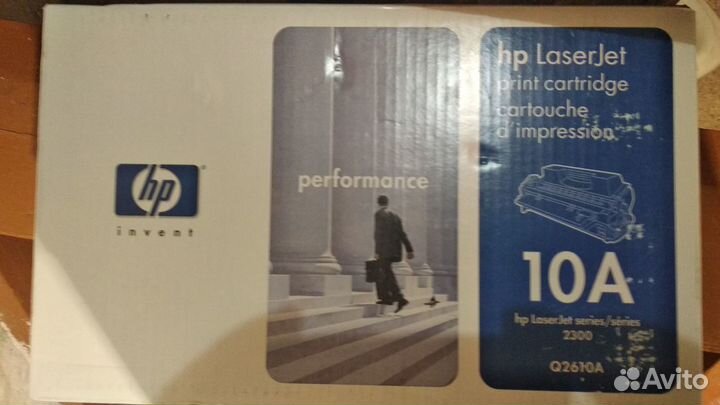 hp
invent
performance
hp LaserJet
print cartridge
cartouche
d'impression
10A
hp LaserJet series/séries
2300
Q2610A
Avito